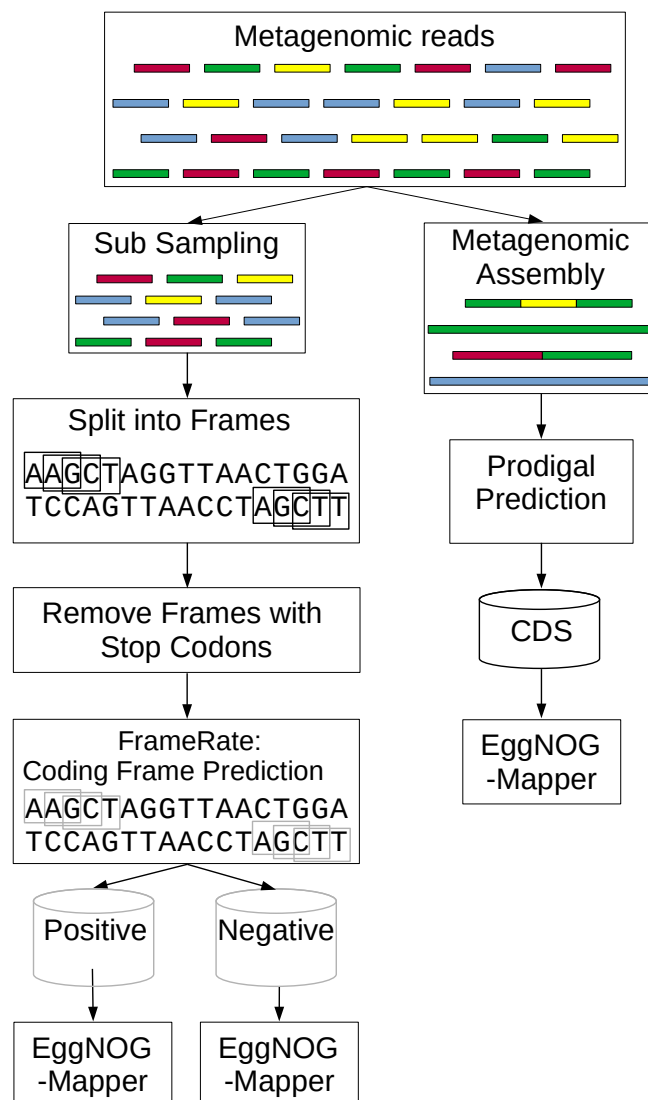 Metagenomic reads
Sub Sampling
Metagenomic
Assembly
Split into Frames
AAGCTAGGTTAACTGGA
TCCAGTTAACCTAGCTT
Prodigal
Prediction
Remove Frames with
Stop Codons
CDS
FrameRate:
Coding Frame Prediction
AAGCTAGGTTAACTGGA
TCCAGTTAACCTAGCTT
EggNOG
-Mapper
Positive
Negative
EggNOG
-Mapper
EggNOG
-Mapper